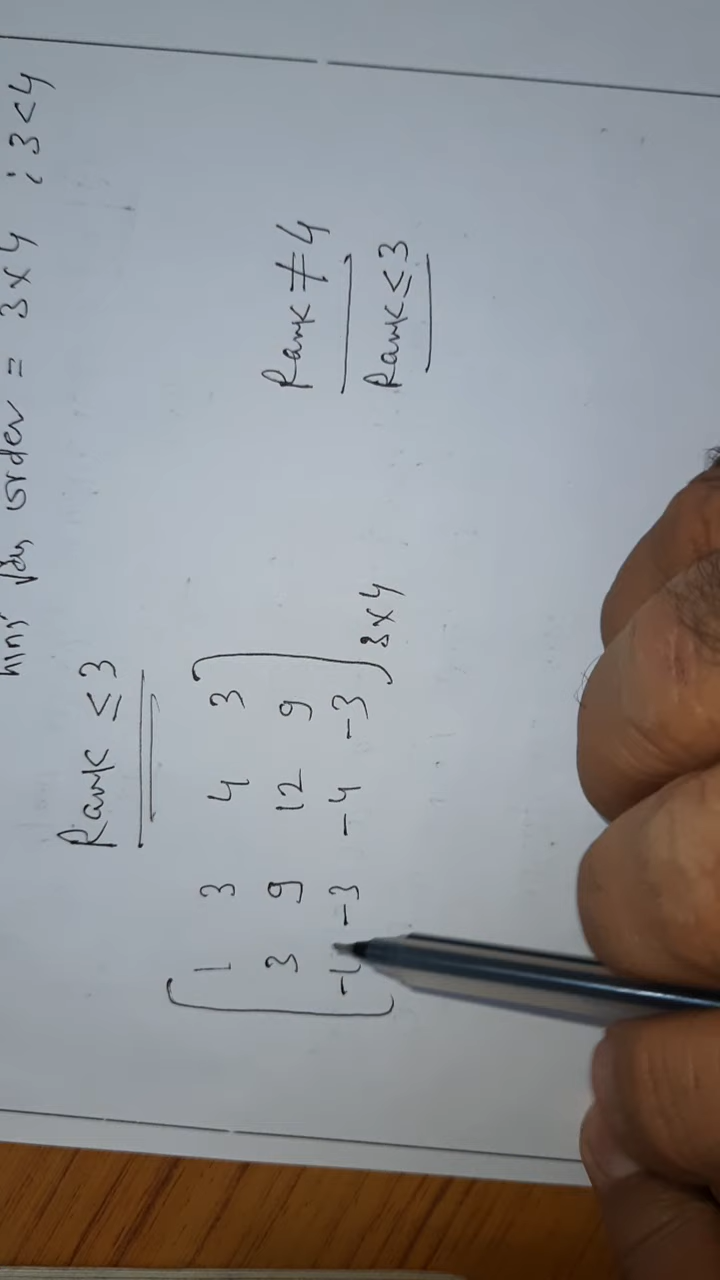 order = 3×4 ; 3<4
Rank ≤3
1 3 4 3
3 9 12 9
-1 -3 -4 -3
3×4
Rank ≠ 4
Rank ≤ 3